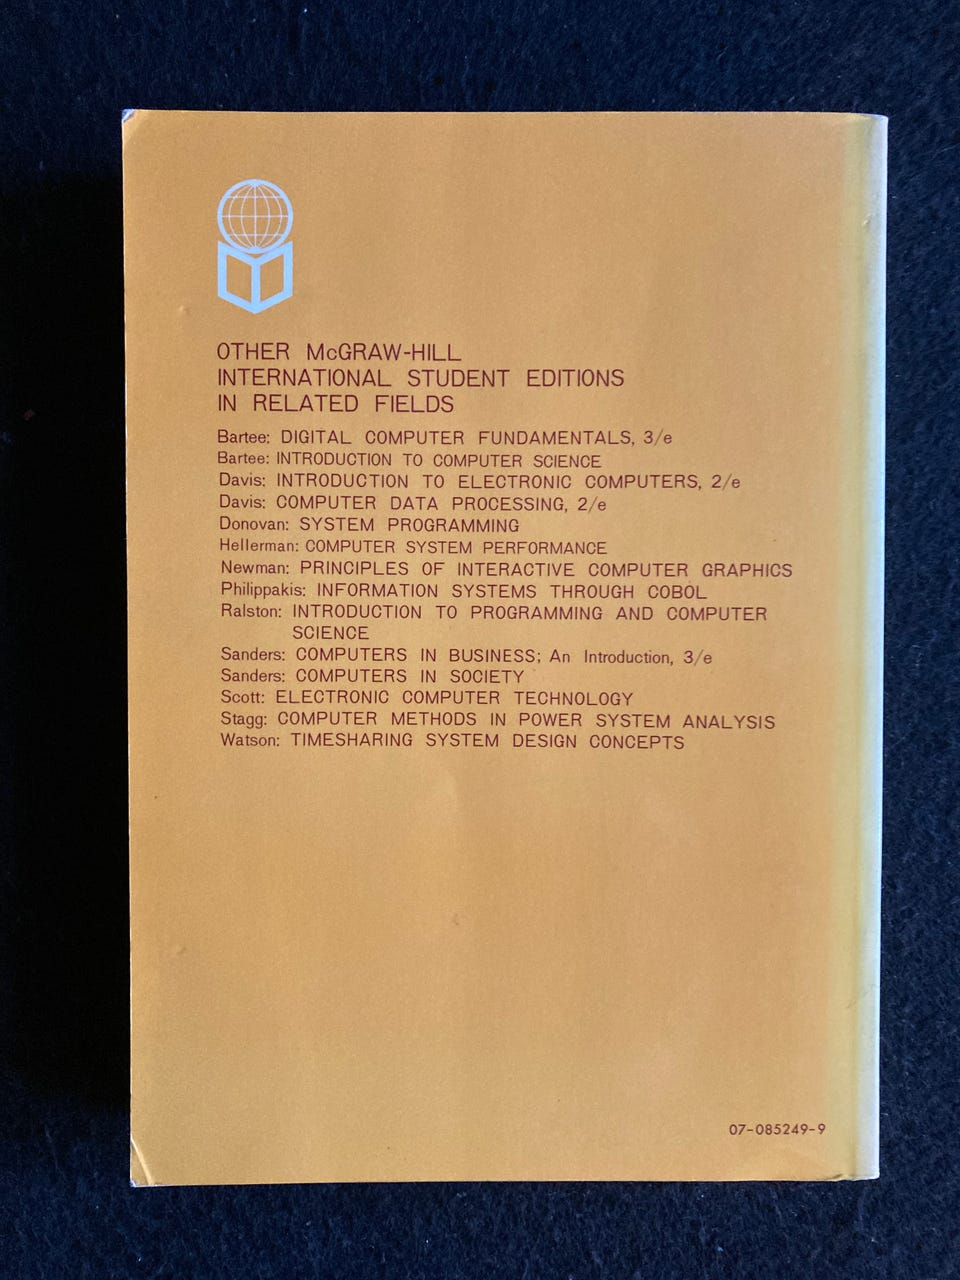 OTHER McGRAW-HILL
INTERNATIONAL STUDENT EDITIONS
IN RELATED FIELDS
Bartee: DIGITAL COMPUTER FUNDAMENTALS, 3/e
Bartee: INTRODUCTION TO COMPUTER SCIENCE
Davis: INTRODUCTION TO ELECTRONIC COMPUTERS, 2/e
Davis: COMPUTER DATA PROCESSING, 2/e
Donovan: SYSTEM PROGRAMMING
Hellerman: COMPUTER SYSTEM PERFORMANCE
Newman: PRINCIPLES OF INTERACTIVE COMPUTER GRAPHICS
Philippakis: INFORMATION SYSTEMS THROUGH COBOL
Ralston: INTRODUCTION TO PROGRAMMING AND COMPUTER
SCIENCE
Sanders: COMPUTERS IN BUSINESS; An Introduction, 3/e
Sanders: COMPUTERS IN SOCIETY
Scott: ELECTRONIC COMPUTER TECHNOLOGY
Stagg: COMPUTER METHODS IN POWER SYSTEM ANALYSIS
Watson: TIMESHARING SYSTEM DESIGN CONCEPTS
07-085249-9